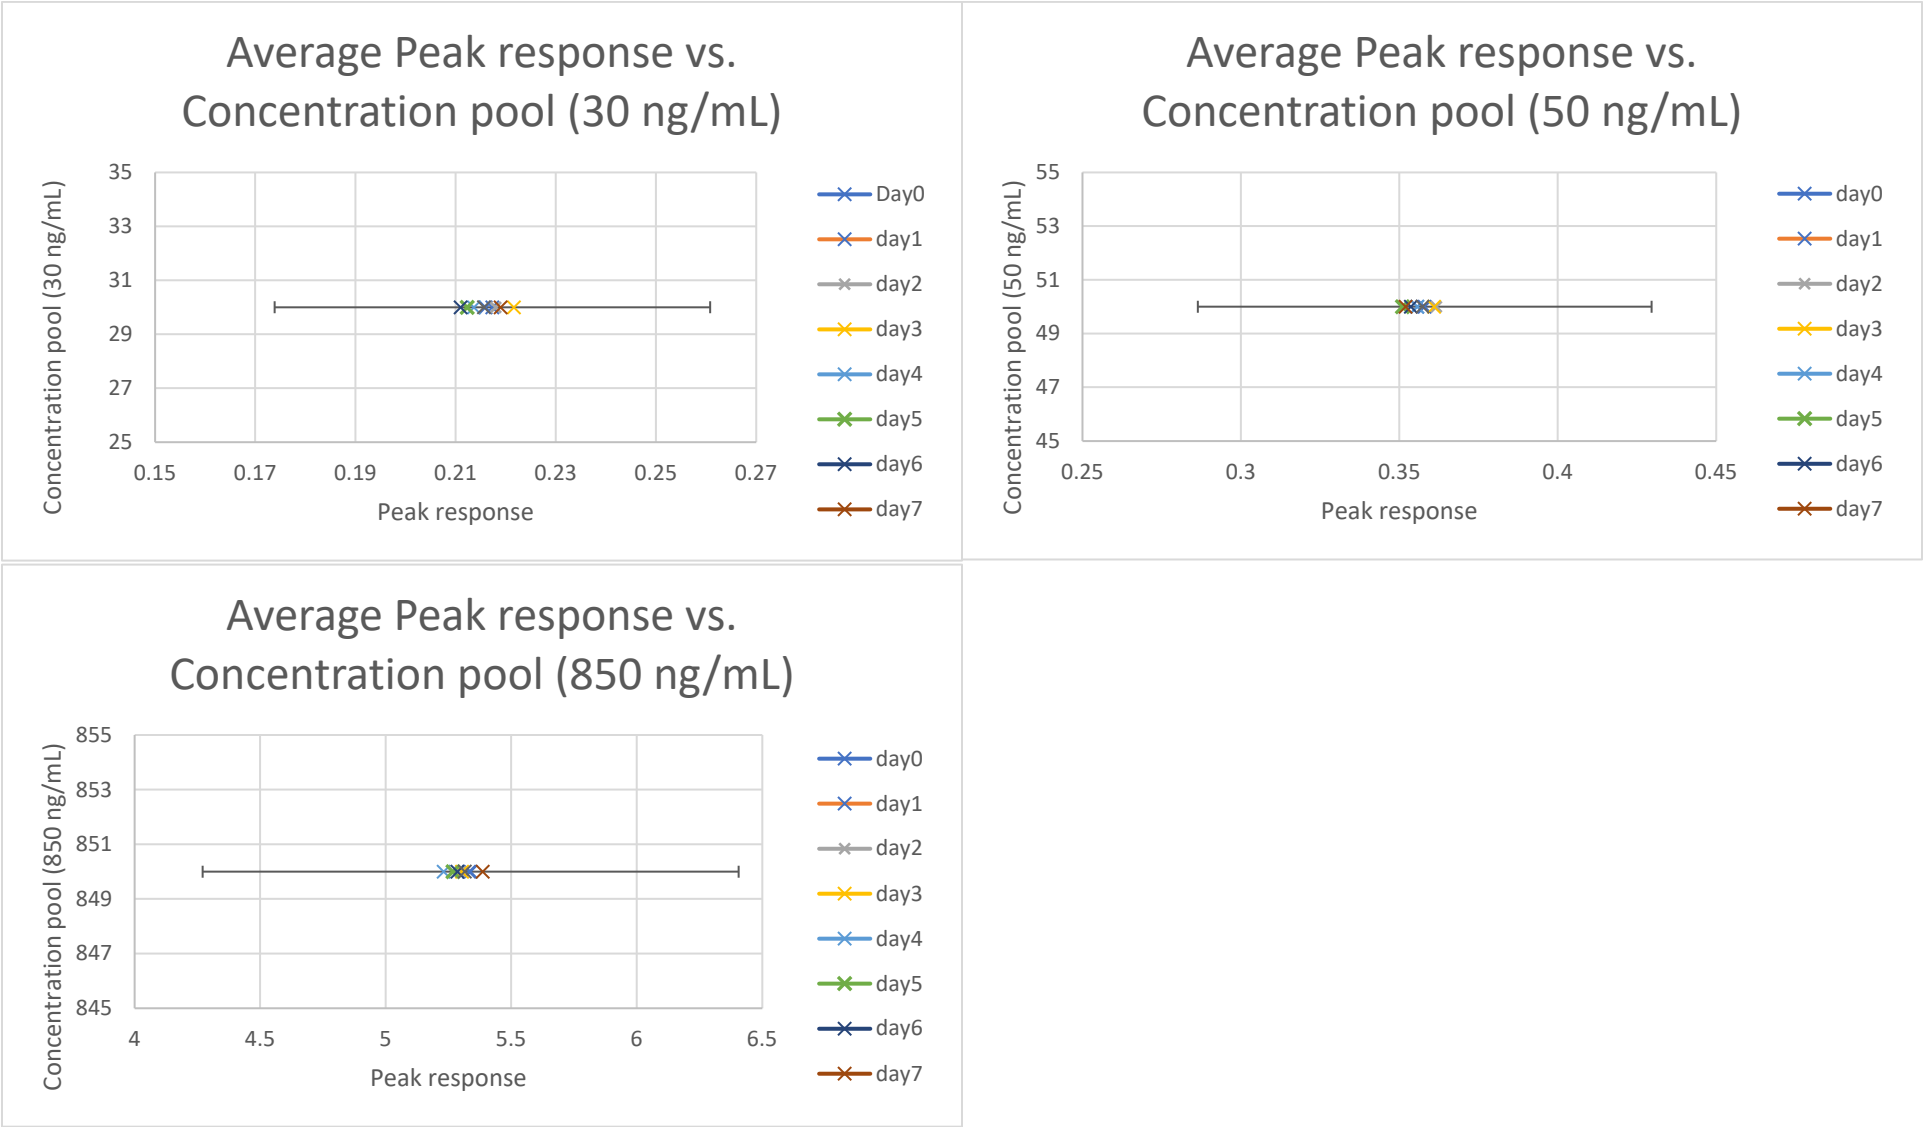 Average Peak response vs.
Concentration pool (30 ng/mL)
Concentration pool (30 ng/mL)
35
33
31
29
27
25
0.15 0.17 0.19 0.21 0.23 0.25 0.27
Peak response
Day0
day1
day2
day3
day4
day5
day6
day7
Average Peak response vs.
Concentration pool (50 ng/mL)
Concentration pool (50 ng/mL)
55
53
51
49
47
45
0.25 0.3 0.35 0.4 0.45
Peak response
day0
day1
day2
day3
day4
day5
day6
day7
Average Peak response vs.
Concentration pool (850 ng/mL)
Concentration pool (850 ng/mL)
855
853
851
849
847
845
4 4.5 5 5.5 6 6.5
Peak response
day0
day1
day2
day3
day4
day5
day6
day7